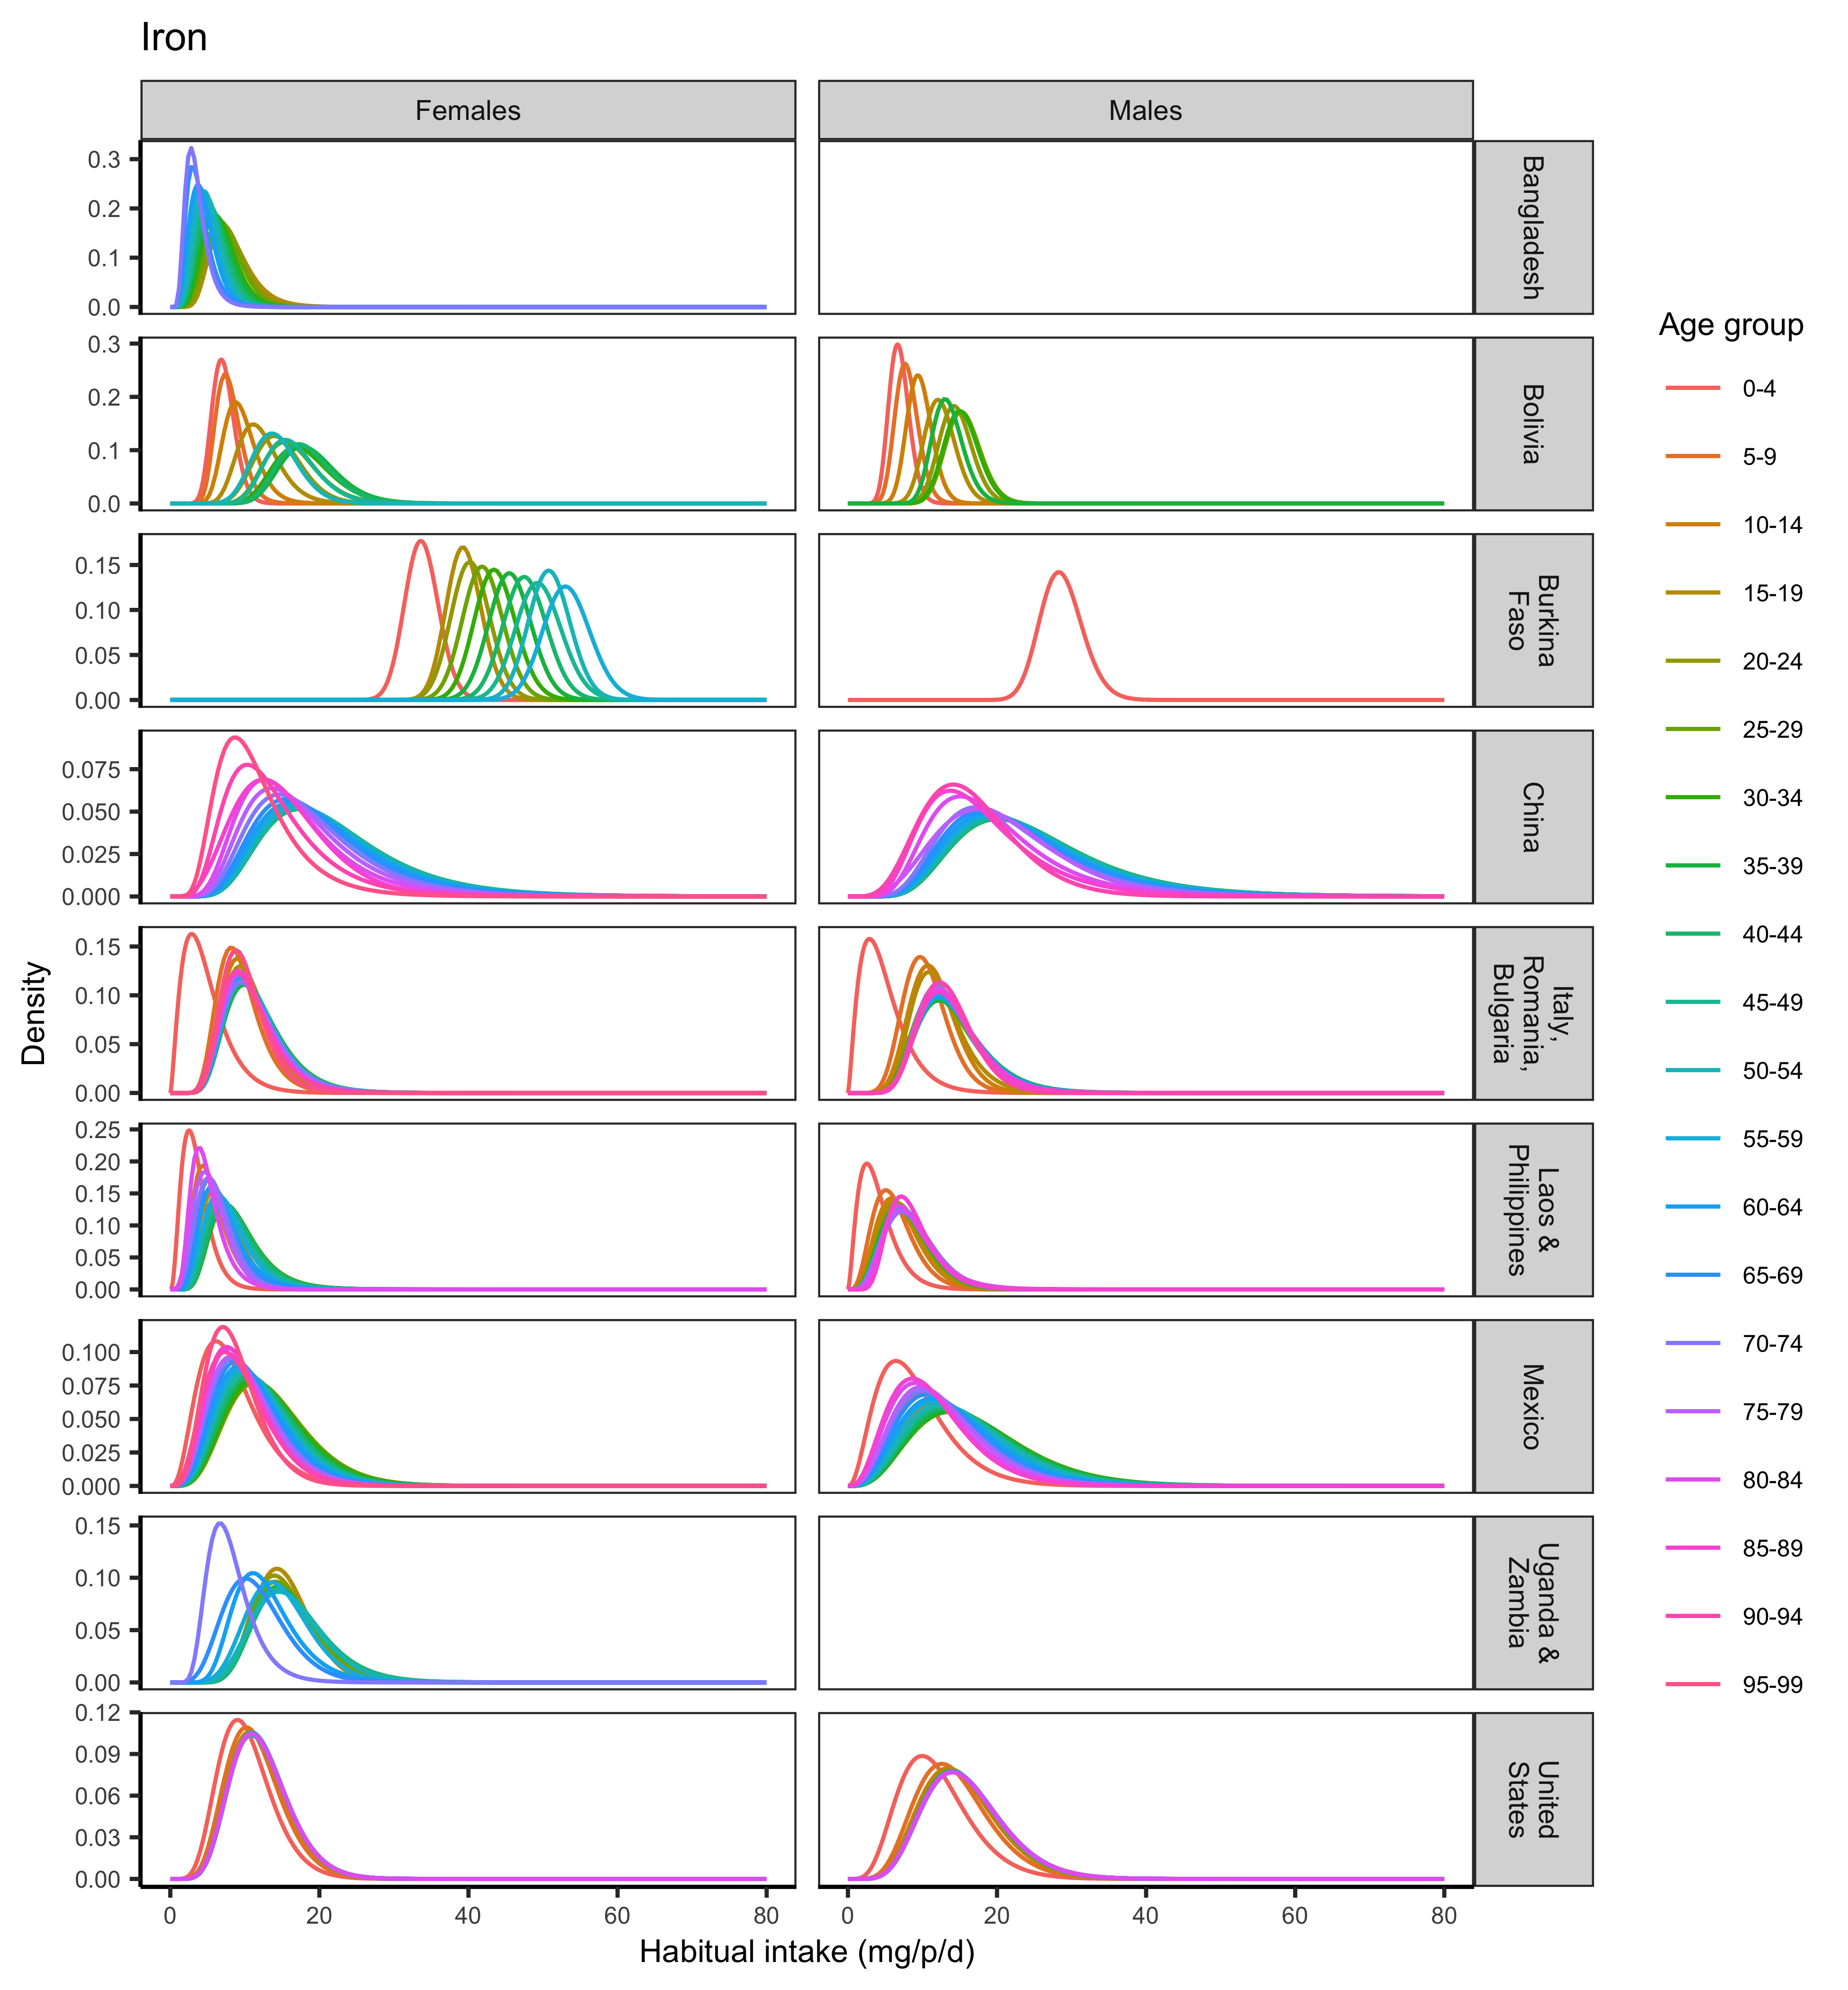 Iron
Females
Males
0.3
0.2
0.1
0.0
Bangladesh
0.3
0.2
0.1
0.0
Bolivia
0.15
0.10
0.05
0.00
Burkina
Faso
0.075
0.050
0.025
0.000
China
0.15
0.10
0.05
0.00
Italy,
Romania,
Bulgaria
0.25
0.20
0.15
0.10
0.05
0.00
Laos &
Philippines
0.100
0.075
0.050
0.025
0.000
Mexico
0.15
0.10
0.05
0.00
Uganda &
Zambia
0.12
0.09
0.06
0.03
0.00
United
States
Density
0 20 40 60 80
0 20 40 60 80
Habitual intake (mg/p/d)
Age group
0-4
5-9
10-14
15-19
20-24
25-29
30-34
35-39
40-44
45-49
50-54
55-59
60-64
65-69
70-74
75-79
80-84
85-89
90-94
95-99